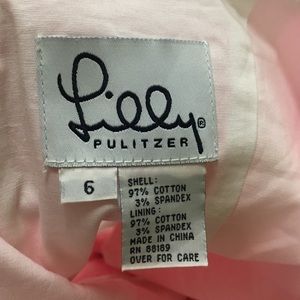 Lilly®
PULITZER
6
SHELL:
97% COTTON
3% SPANDEX
LINING:
97% COTTON
3% SPANDEX
MADE IN CHINA
RN 88189
OVER FOR CARE